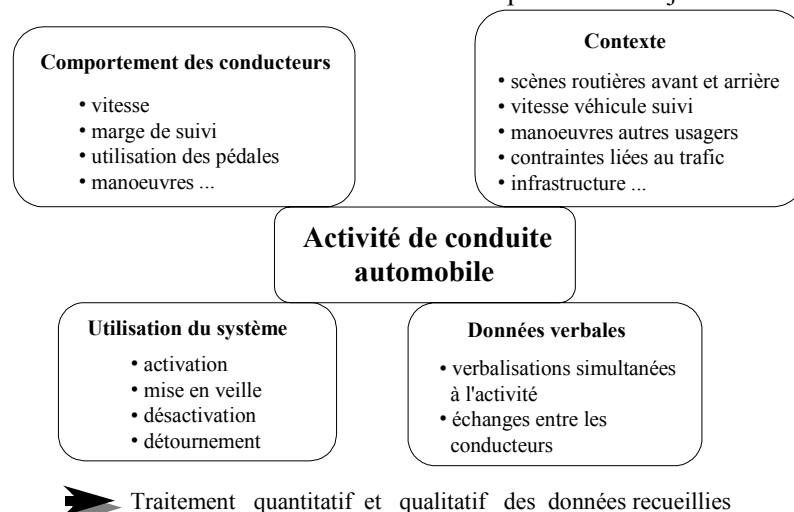 Comportement des conducteurs
• vitesse
• marge de suivi
• utilisation des pédales
• manoeuvres ...
Contexte
• scènes routières avant et arrière
• vitesse véhicule suivi
• manoeuvres autres usagers
• contraintes liées au trafic
• infrastructure ...
Activité de conduite
automobile
Utilisation du système
• activation
• mise en veille
• désactivation
• détournement
Données verbales
• verbalisations simultanées
à l'activité
• échanges entre les
conducteurs
Traitement quantitatif et qualitatif des données recueillies